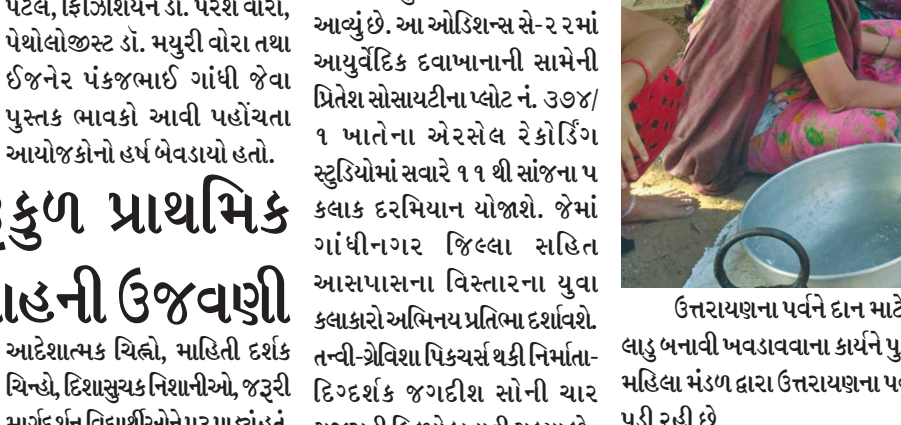 પટેલ, ફિઝિશિયન ડૉ. પરેશ વોરા,
પેથોલોજીસ્ટ ડૉ. મયુરી વોરા તથા
ઈજનેર પંકજભાઈ ગાંધી જેવા
પુસ્તક ભાવકો આવી પહોંચતા
આયોજકોનો હર્ષ બેવડાયો હતો.
પ્રાથમિક
ઉજવણી
આદેશાત્મક ચિહ્નો, માહિતી દર્શક
ચિન્હો, દિશાસુચક નિશાનીઓ, જરૂરી
આવ્યું છે. આ ઓડિશન્સ સે-૨૨માં
આયુર્વેદિક દવાખાનાની સામેની
પ્રિતેશ સોસાયટીના પ્લોટ નં. ૩૭૪/
૧ ખાતેના એરસેલ રેકોર્ડિંગ
સ્ટુડિયોમાં સવારે ૧૧ થી સાંજના ૫
કલાક દરમિયાન યોજાશે. જેમાં
ગાંધીનગર જિલ્લા સહિત
આસપાસના વિસ્તારના યુવા
કલાકારો અભિનય પ્રતિભા દર્શાવશે.
તન્વી-ગ્રેવિશા પિકચર્સ થકી નિર્માતા-
દિગ્દર્શક જગદીશ સોની ચાર
ઉત્તરાયણના પર્વને દાન માટે
લાડુ બનાવી ખવડાવવાના કાર્યને
મહિલા મંડળ દ્વારા ઉત્તરાયણના
પડી રહી છે